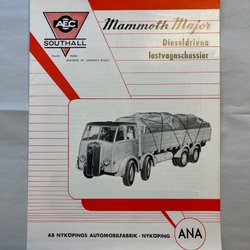 AEC
SOUTHALL
Mammoth Major
Dieseldrivna
lastvagnschassier
AB NYKÖPINGS AUTOMOBILFABRIK - NYKÖPING
ANA